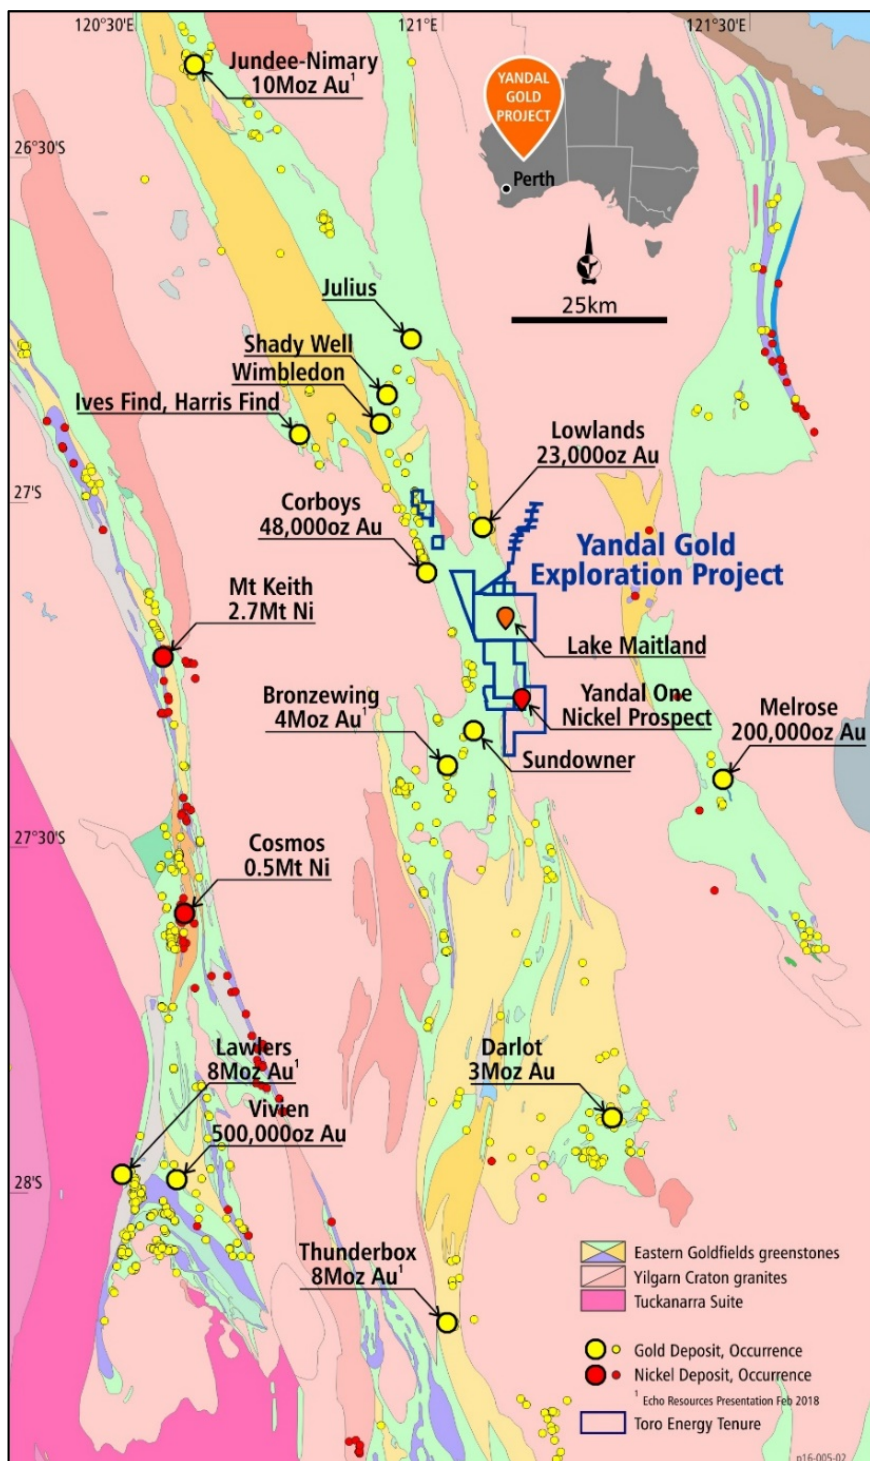 120°30'E
121°E
121°30'E
Jundee-Nimary
10Moz Au¹
YANDAL
GOLD
PROJECT
26°30'S
Perth
25km
Julius
Shady Well
Wimbledon
Ives Find, Harris Find
Lowlands
23,000oz Au
27°S
Corboys
48,000oz Au
Yandal Gold
Exploration Project
Mt Keith
2.7Mt Ni
Lake Maitland
Bronzewing
4Moz Au¹
Yandal One
Nickel Prospect
Melrose
200,000oz Au
Sundowner
27°30'S
Cosmos
0.5Mt Ni
Lawlers
8Moz Au¹
Darlot
3Moz Au
Vivien
500,000oz Au
28°S
Thunderbox
8Moz Au¹
Eastern Goldfields greenstones
Yilgarn Craton granites
Tuckanarra Suite
Gold Deposit, Occurrence
Nickel Deposit, Occurrence
¹ Echo Resources Presentation Feb 2018
Toro Energy Tenure
p16-005-02